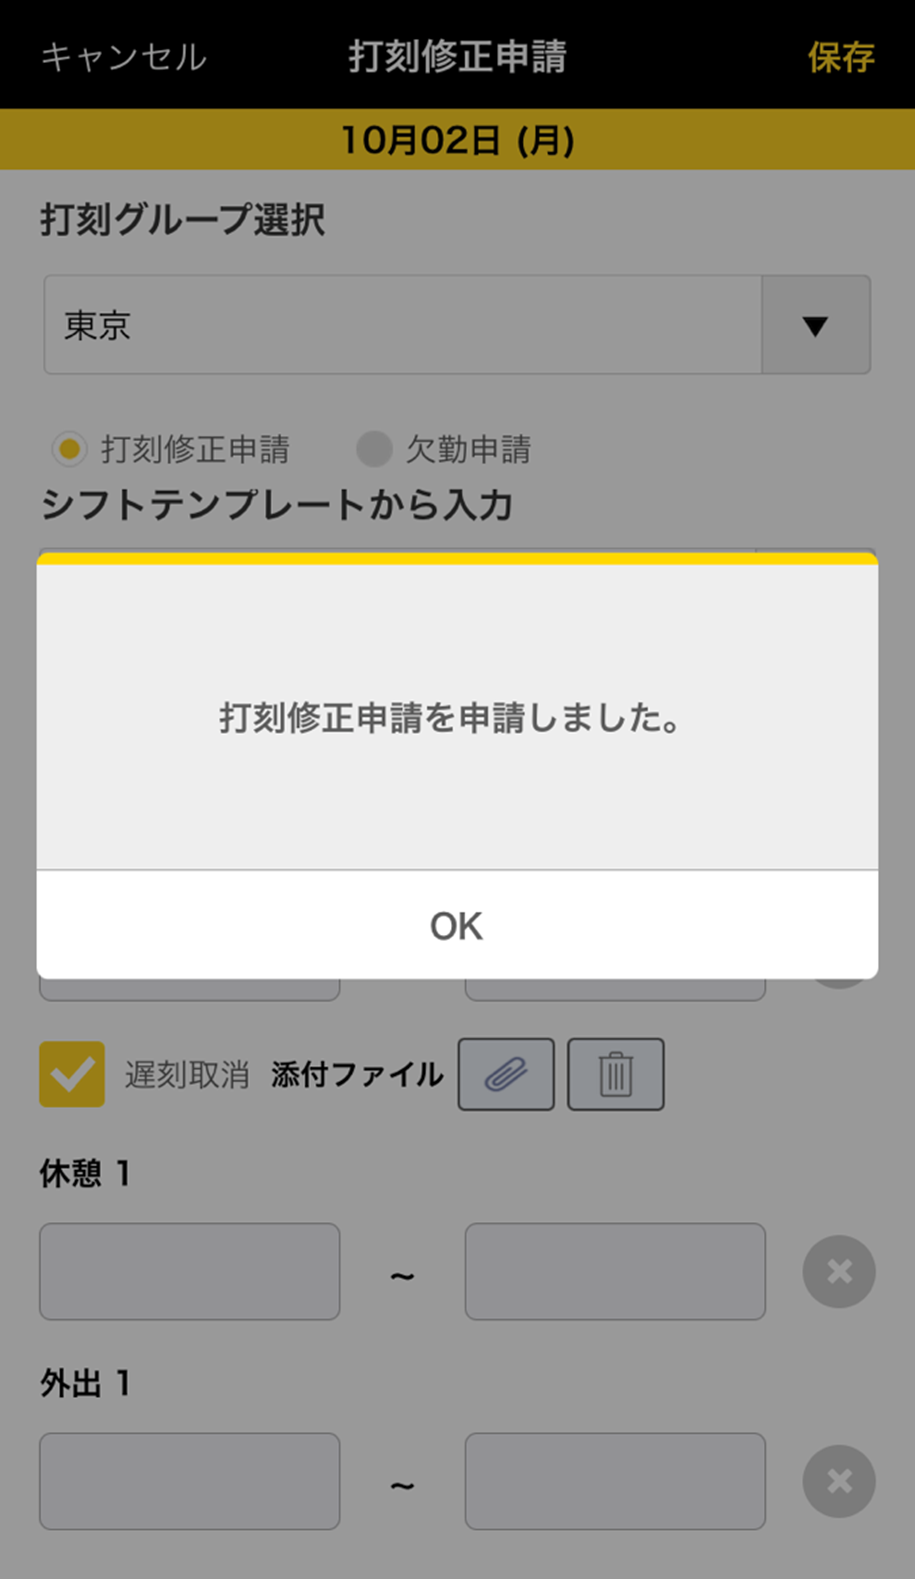 キャンセル 打刻修正申請 保存
10月02日 (月)
打刻グループ選択
東京 ▼
打刻修正申請 欠勤申請
シフトテンプレートから入力
打刻修正申請を申請しました。
OK
遅刻取消 添付ファイル
休憩 1
~
外出 1
~